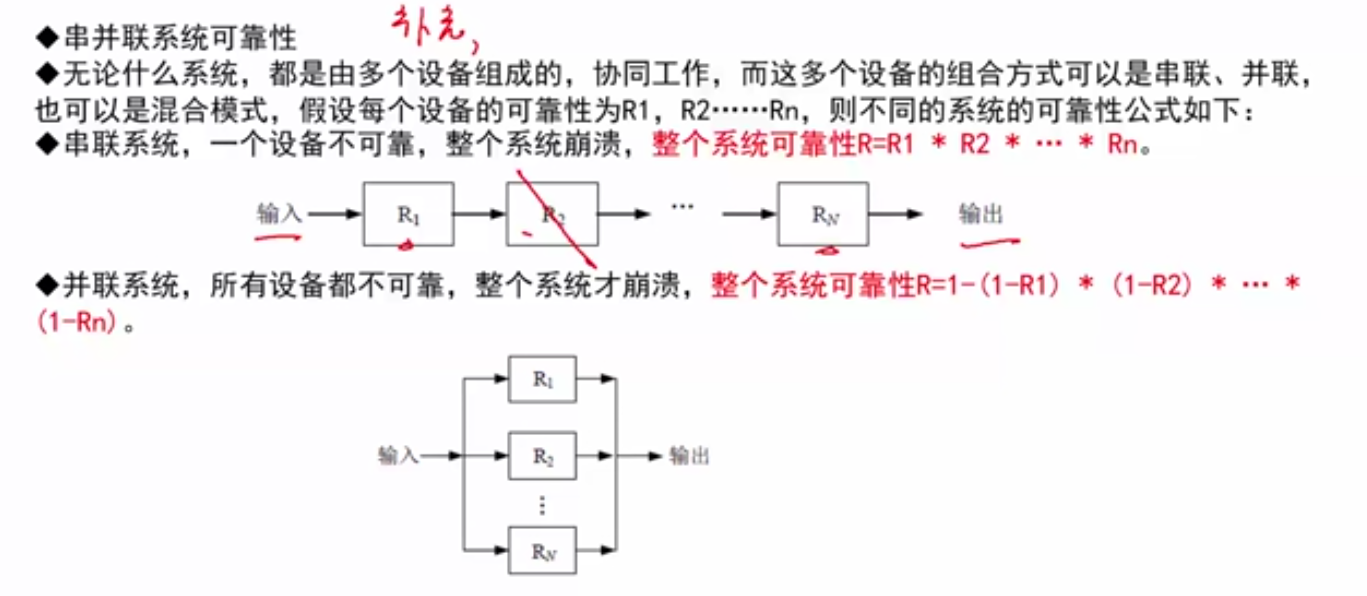 ◆串并联系统可靠性 补充,
◆无论什么系统，都是由多个设备组成的，协同工作，而这多个设备的组合方式可以是串联、并联，
也可以是混合模式，假设每个设备的可靠性为R1，R2……Rn，则不同的系统的可靠性公式如下：
◆串联系统，一个设备不可靠，整个系统崩溃，整个系统可靠性R=R1 * R2 * … * Rn。
输入 R₁ R₂ … R_N 输出
◆并联系统，所有设备都不可靠，整个系统才崩溃，整个系统可靠性R=1-(1-R1) * (1-R2) * … *
(1-Rn)。
R₁
输入 R₂ 输出
⋮
R_N